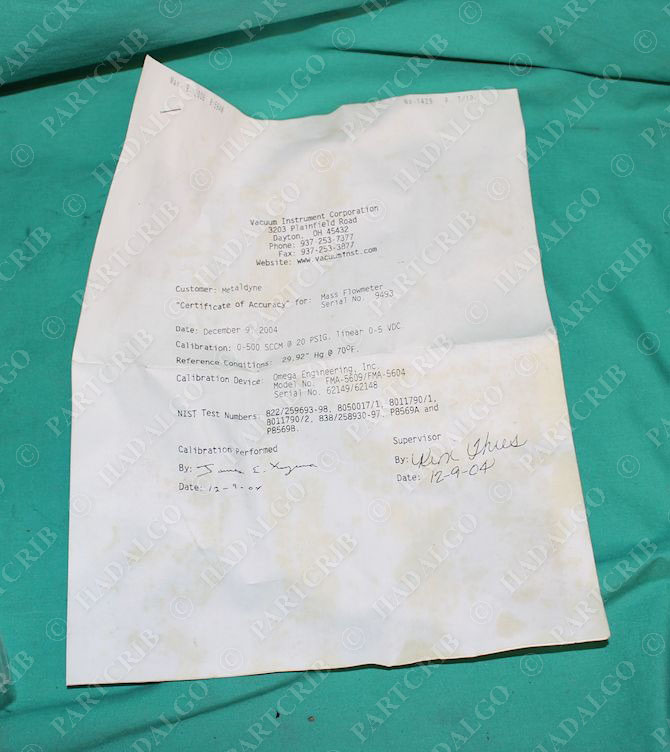 Vacuum Instrument Corporation
3203 Plainfield Road
Dayton, OH 45432
Phone: 937-253-7377
Fax: 937-253-3877
Website: www.vacuuminst.com
Customer: Metaldyne
"Certificate of Accuracy" for: Mass Flowmeter
Serial No. 9493
Date: December 9, 2004
Calibration: 0-500 SCCM @ 20 PSIG, linear 0-5 VDC.
Reference Conditions: 29.92" Hg @ 70ºF.
Calibration Device: Omega Engineering, Inc.
Model No. FMA-5609/FMA-5604
Serial No. 62149/62148
NIST Test Numbers: 822/259693-98, 8050017/1, 8011790/1,
8011790/2, 838/258930-97, P8569A and
P8569B.
Calibration Performed
By: James E.
Date: 12-9-04
Supervisor
By:
Date: 12-9-04
© PARTCRIB
© HADALGO